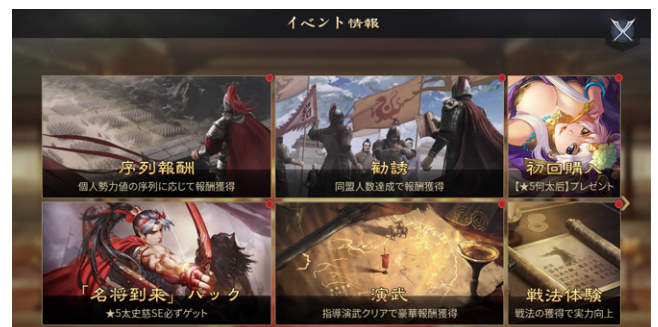 イベント情報
序列報酬
個人勢力値の序列に応じて報酬獲得
勧誘
同盟人数達成で報酬獲得
初回購入
【★5何太后】プレゼント
「名将到来」パック
★5太史慈SE必ずゲット
演武
指導演武クリアで豪華報酬獲得
戦法体験
戦法の獲得で実力向上